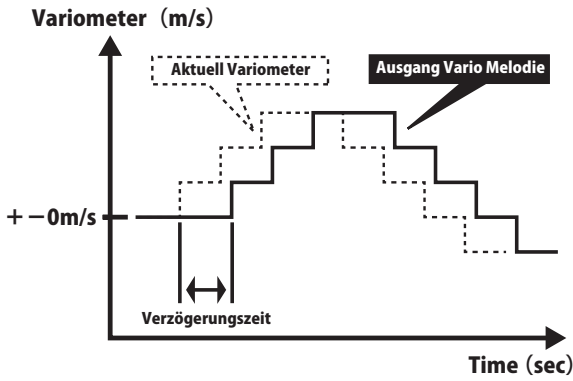 Variometer (m/s)
Aktuell Variometer
Ausgang Vario Melodie
+−0m/s
Verzögerungszeit
Time (sec)